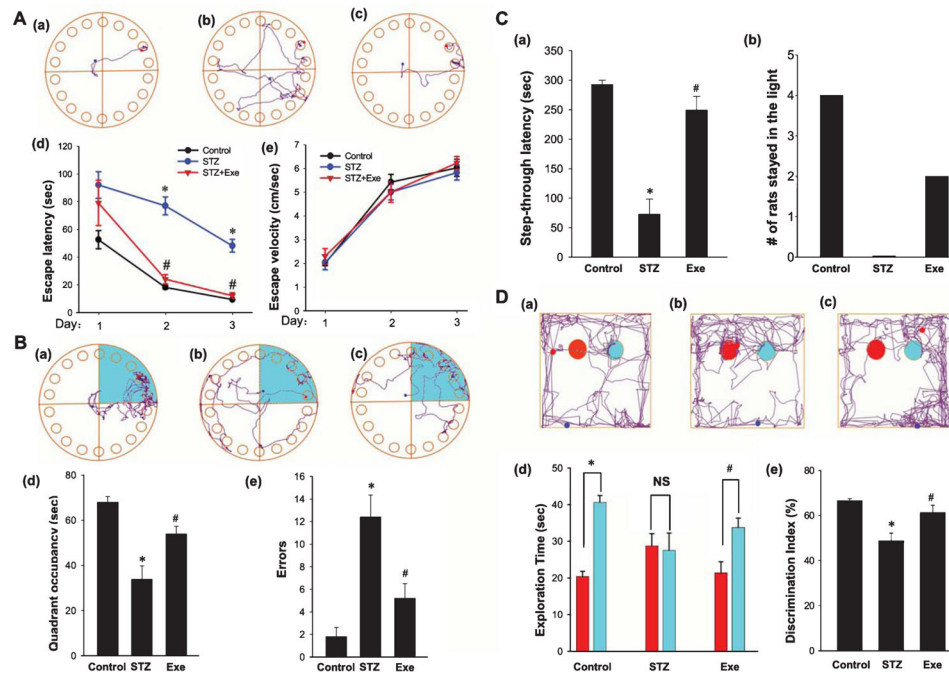 A
(a)
(b)
(c)
(d)
Escape latency (sec)
120
100
80
60
40
20
0
Control
STZ
STZ+Exe
*
*
#
#
Day:
1
2
3
(e)
Escape velocity (cm/sec)
7
6
5
4
3
2
1
0
Control
STZ
STZ+Exe
1
2
3
B
(a)
(b)
(c)
(d)
Quadrant occupancy (sec)
80
60
40
20
0
*
#
Control STZ Exe
(e)
Errors
16
14
12
10
8
6
4
2
0
*
#
Control STZ Exe
C
(a)
Step-through latency (sec)
350
300
250
200
150
100
50
0
*
#
Control STZ Exe
(b)
# of rats stayed in the light
5
4
3
2
1
0
Control STZ Exe
D
(a)
(b)
(c)
(d)
Exploration Time (sec)
60
40
30
20
10
0
*
NS
#
Control STZ Exe
(e)
Discrimination Index (%)
80
60
40
20
0
*
#
Control STZ Exe